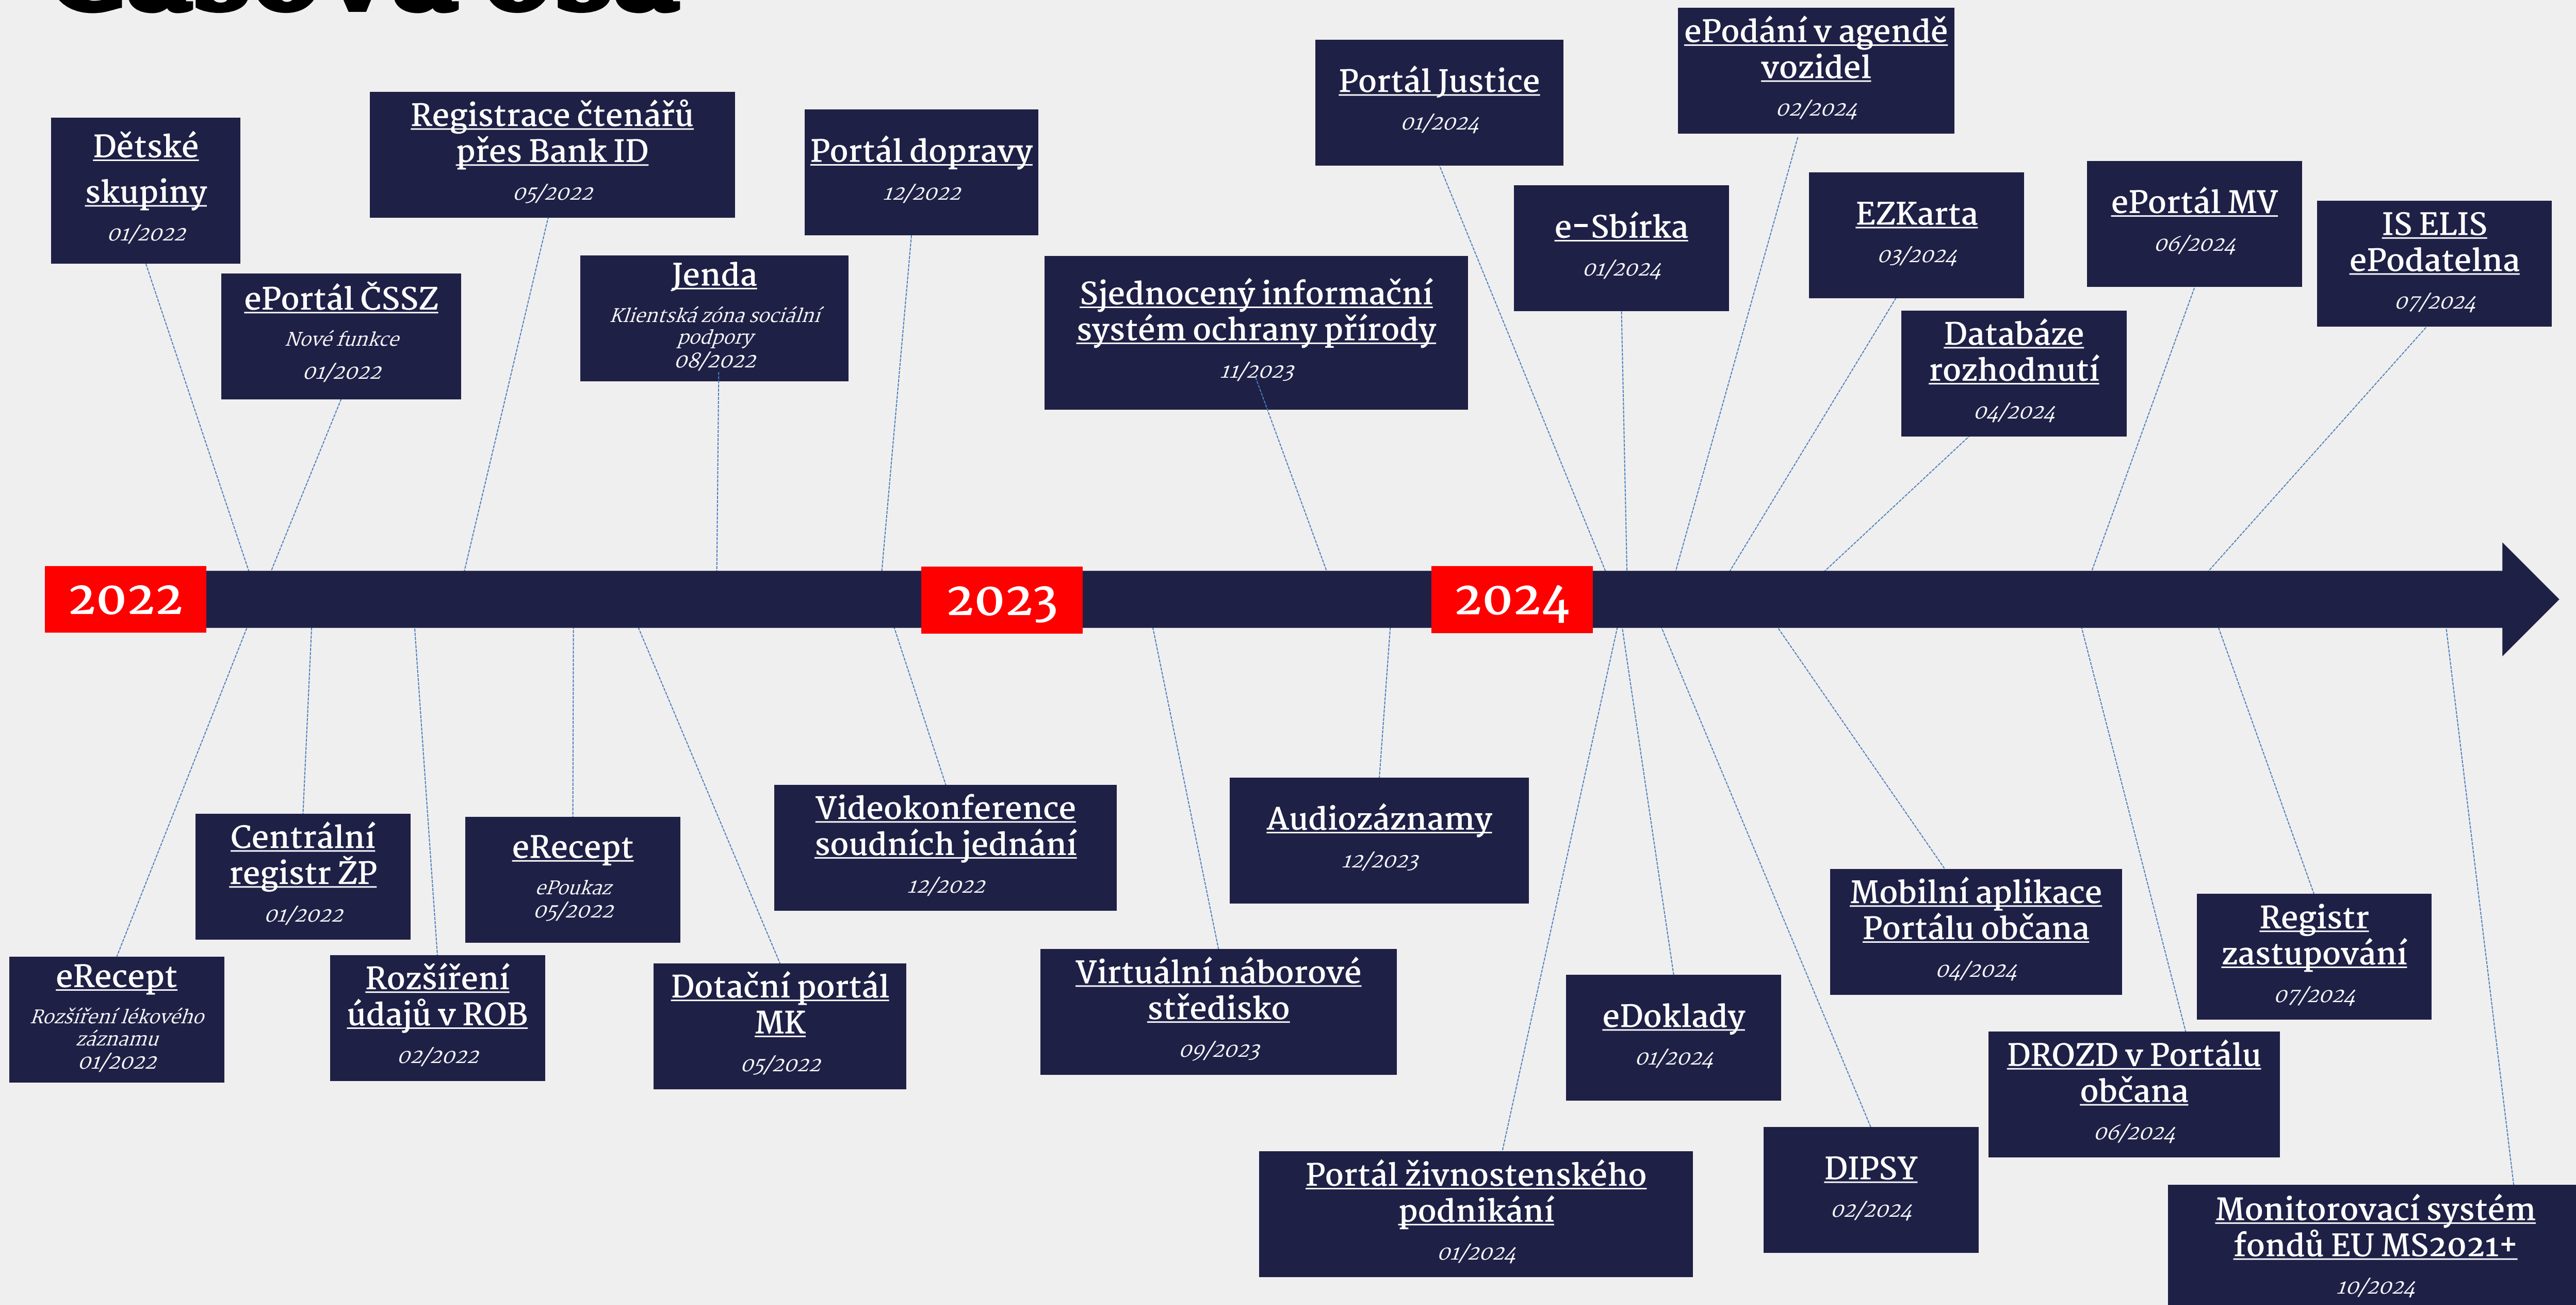 Časová osa
Dětské
skupiny
01/2022
ePortál ČSSZ
Nové funkce
01/2022
Registrace čtenářů
přes Bank ID
05/2022
Jenda
Klientská zóna sociální
podpory
08/2022
Portál dopravy
12/2022
Sjednocený informační
systém ochrany přírody
11/2023
Portál Justice
01/2024
e-Sbírka
01/2024
ePodání v agendě
vozidel
02/2024
EZKarta
03/2024
Databáze
rozhodnutí
04/2024
ePortál MV
06/2024
IS ELIS
ePodatelna
07/2024
2022
2023
2024
eRecept
Rozšíření lékového
záznamu
01/2022
Centrální
registr ŽP
01/2022
Rozšíření
údajů v ROB
02/2022
eRecept
ePoukaz
05/2022
Dotační portál
MK
05/2022
Videokonference
soudních jednání
12/2022
Virtuální náborové
středisko
09/2023
Audiozáznamy
12/2023
Portál živnostenského
podnikání
01/2024
eDoklady
01/2024
DIPSY
02/2024
Mobilní aplikace
Portálu občana
04/2024
DROZD v Portálu
občana
06/2024
Registr
zastupování
07/2024
Monitorovací systém
fondů EU MS2021+
10/2024